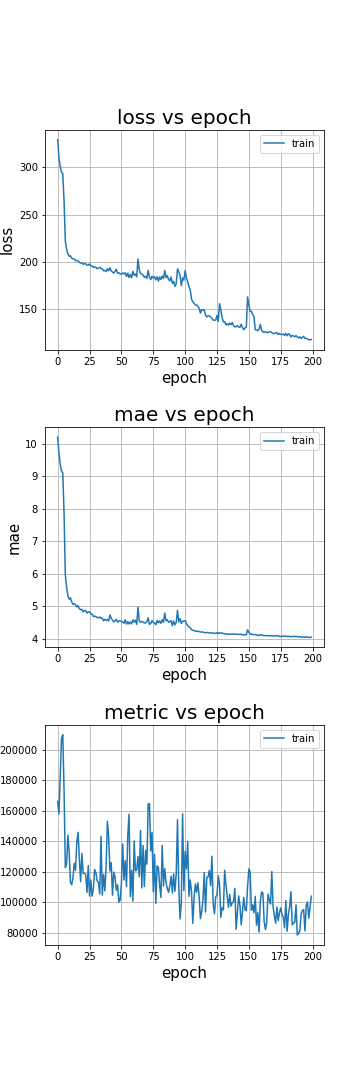 loss vs epoch
train
300
250
200
150
loss
0 25 50 75 100 125 150 175 200
epoch
mae vs epoch
train
10
9
8
7
6
5
4
mae
0 25 50 75 100 125 150 175 200
epoch
metric vs epoch
train
200000
180000
160000
140000
120000
100000
80000
0 25 50 75 100 125 150 175 200
epoch